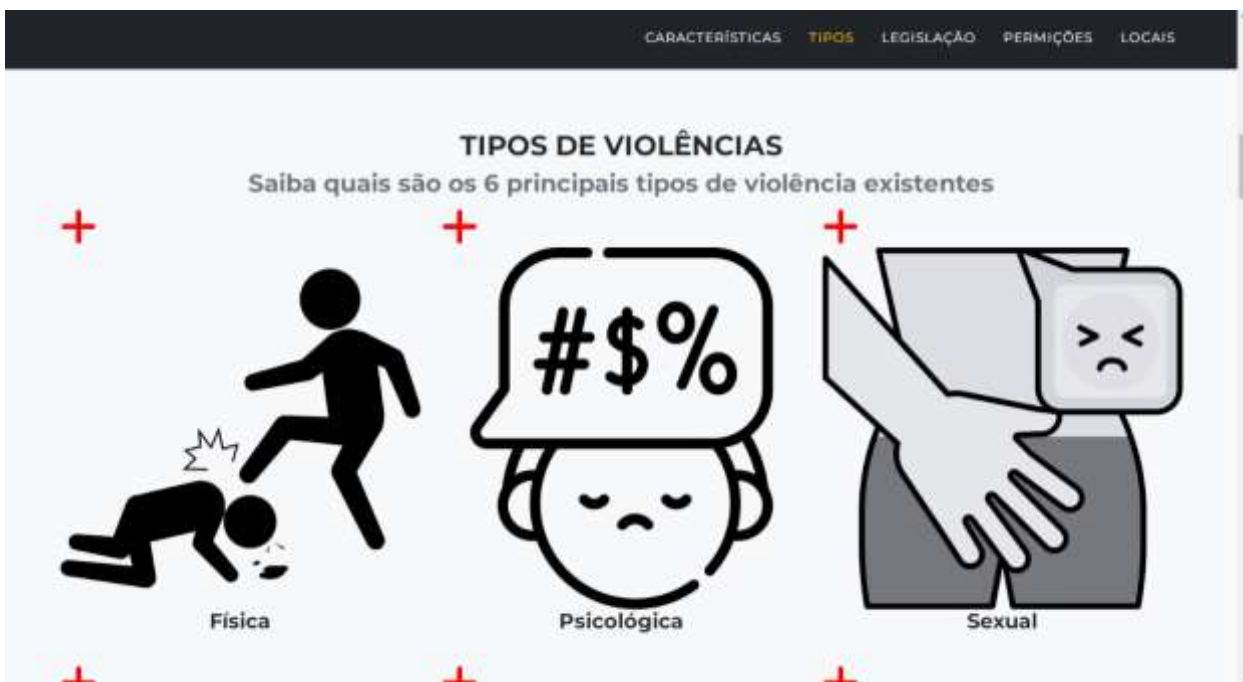 CARACTERÍSTICAS TIPOS LEGISLAÇÃO PERMIÇÕES LOCAIS
TIPOS DE VIOLÊNCIAS
Saiba quais são os 6 principais tipos de violência existentes
#$%
Física Psicológica Sexual